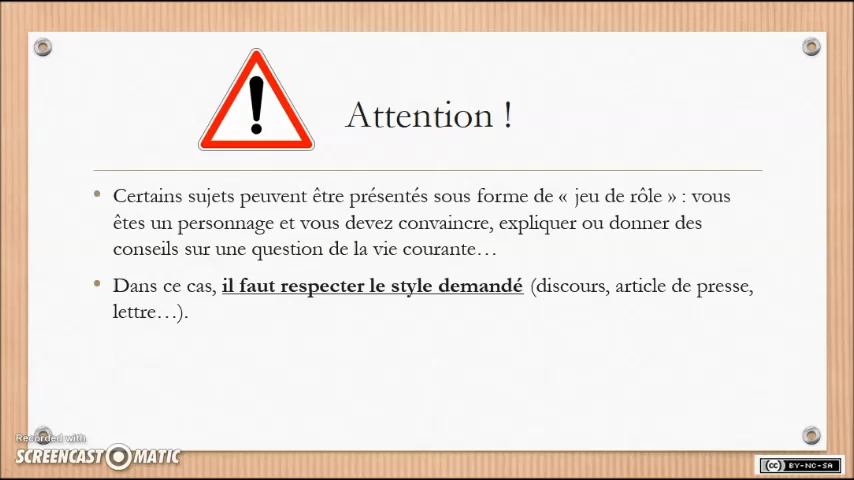 Attention !
Certains sujets peuvent être présentés sous forme de « jeu de rôle » : vous
êtes un personnage et vous devez convaincre, expliquer ou donner des
conseils sur une question de la vie courante…
Dans ce cas, il faut respecter le style demandé (discours, article de presse,
lettre…).
Recorded with
SCREENCAST MATIC
cc BY-NC-SA